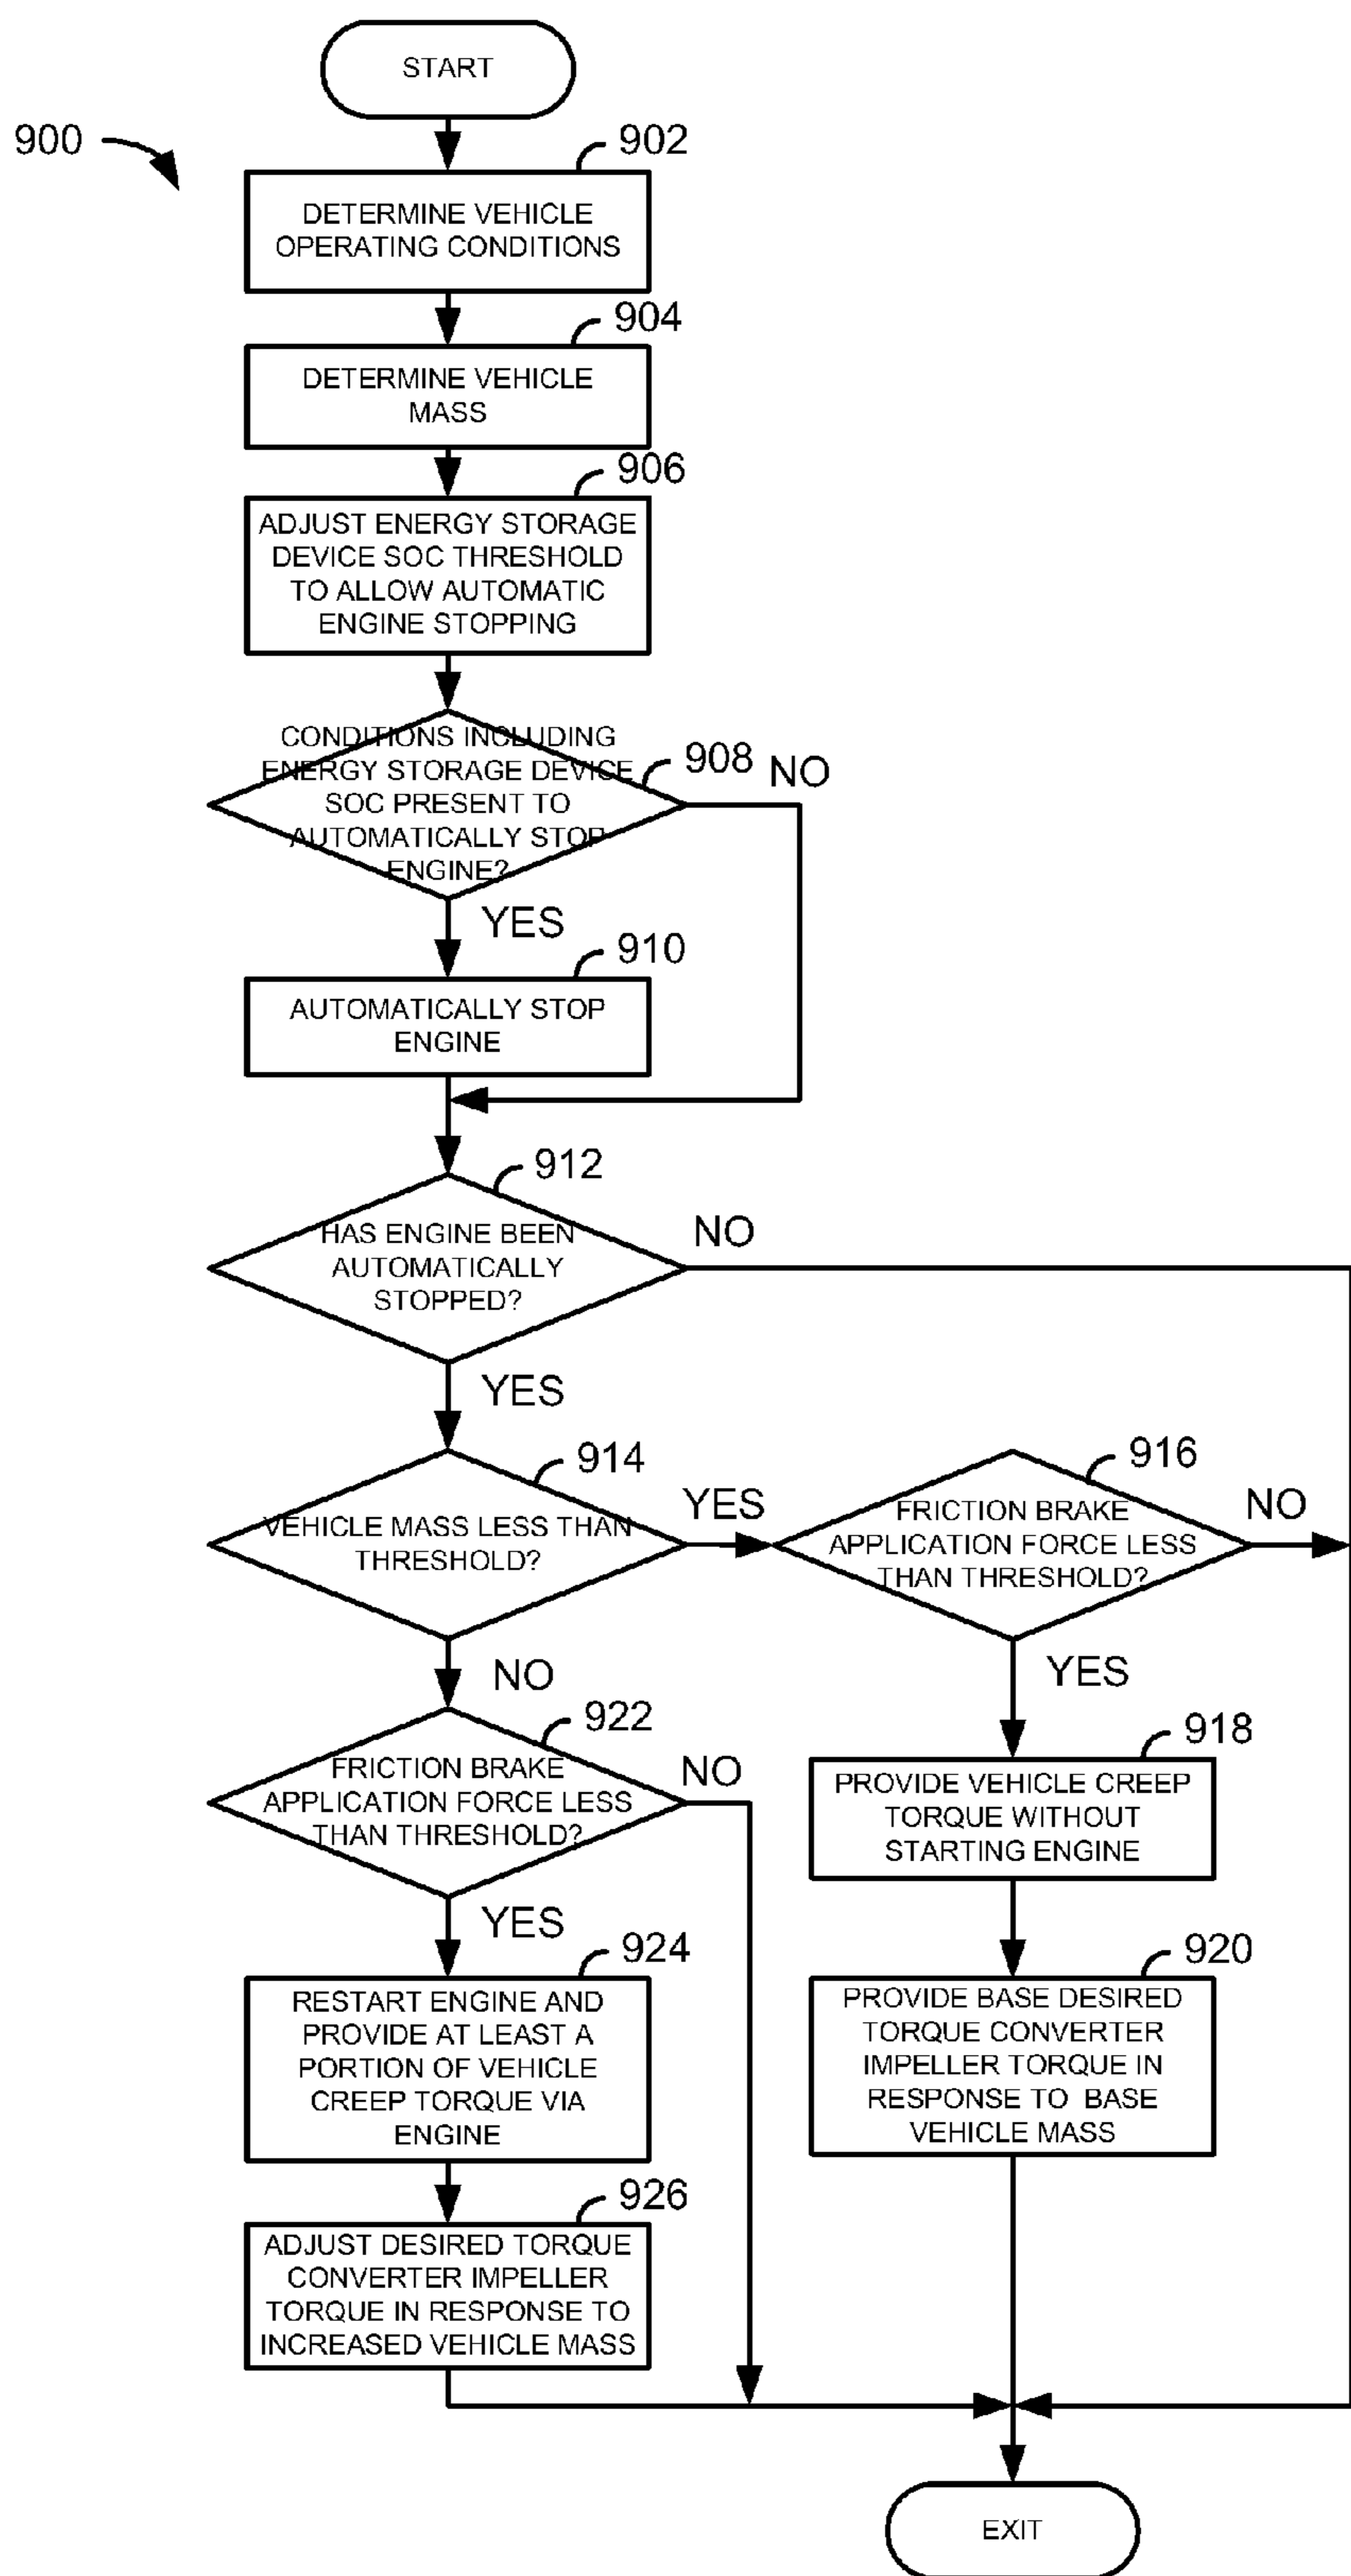 START
900
902
DETERMINE VEHICLE
OPERATING CONDITIONS
904
DETERMINE VEHICLE
MASS
906
ADJUST ENERGY STORAGE
DEVICE SOC THRESHOLD
TO ALLOW AUTOMATIC
ENGINE STOPPING
CONDITIONS INCLUDING
ENERGY STORAGE DEVICE
SOC PRESENT TO
AUTOMATICALLY STOP
ENGINE?
908
NO
YES
910
AUTOMATICALLY STOP
ENGINE
912
HAS ENGINE BEEN
AUTOMATICALLY
STOPPED?
NO
YES
914
VEHICLE MASS LESS THAN
THRESHOLD?
YES
916
FRICTION BRAKE
APPLICATION FORCE LESS
THAN THRESHOLD?
NO
YES
918
PROVIDE VEHICLE CREEP
TORQUE WITHOUT
STARTING ENGINE
920
PROVIDE BASE DESIRED
TORQUE CONVERTER
IMPELLER TORQUE IN
RESPONSE TO BASE
VEHICLE MASS
NO
922
FRICTION BRAKE
APPLICATION FORCE LESS
THAN THRESHOLD?
NO
YES
924
RESTART ENGINE AND
PROVIDE AT LEAST A
PORTION OF VEHICLE
CREEP TORQUE VIA
ENGINE
926
ADJUST DESIRED TORQUE
CONVERTER IMPELLER
TORQUE IN RESPONSE TO
INCREASED VEHICLE MASS
EXIT